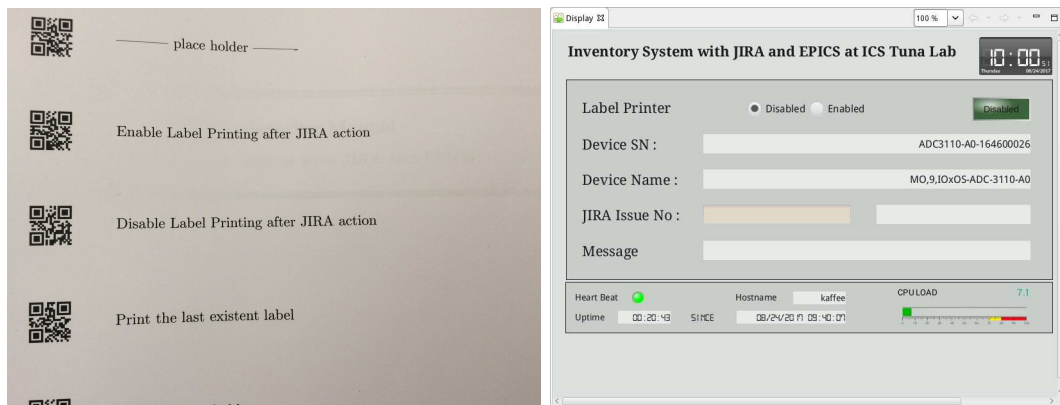 place holder
Enable Label Printing after JIRA action
Disable Label Printing after JIRA action
Print the last existent label
Display
100 %
Inventory System with JIRA and EPICS at ICS Tuna Lab
10:00 51
Thursday 08/24/2017
Label Printer Disabled Enabled Disabled
Device SN : ADC3110-A0-164600026
Device Name : MO,9,IOxOS-ADC-3110-A0
JIRA Issue No :
Message
Heart Beat Hostname kaffee CPU LOAD 7.1
Uptime 00:20:43 SINCE 08/24/2017 09:40:07